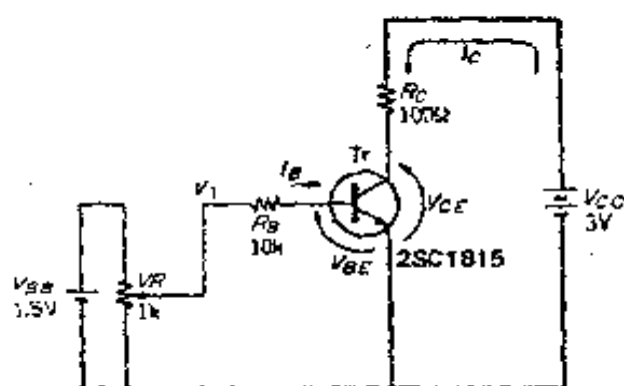 IC
RC
100Ω
Tr
IB
V1
RB
10k
VCE
VBE
2SC1815
VCC
3V
VBB
1.5V
VR
1k